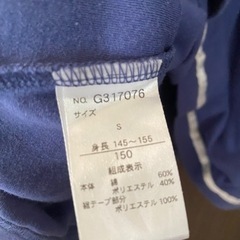 NO. G317076
サイズ
S
身長 145～155
150
組成表示
本体 綿 60%
ポリエステル 40%
紐テープ部分 ポリエステル 100%